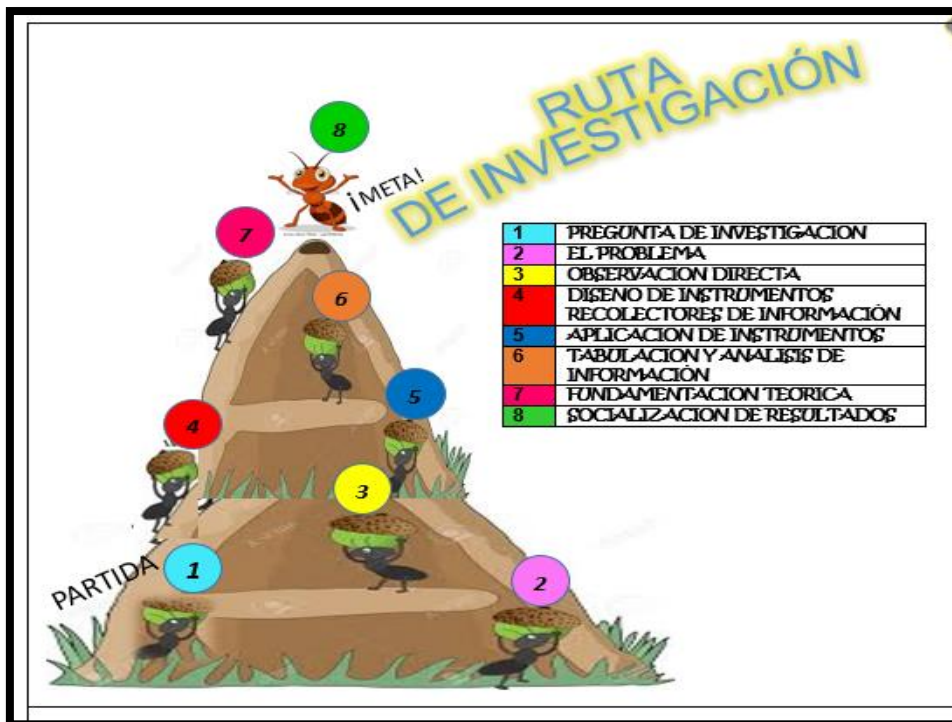 RUTA
DE INVESTIGACIÓN
8
¡META!
7
6
5
4
3
PARTIDA
1
2
1 PREGUNTA DE INVESTIGACION
2 EL PROBLEMA
3 OBSERVACION DIRECTA
4 DISENO DE INSTRUMENTOS
RECOLECTORES DE INFORMACIÓN
5 APLICACION DE INSTRUMENTOS
6 TABULACION Y ANALISIS DE
INFORMACIÓN
7 FUNDAMENTACION TEORICA
8 SOCIALIZACION DE RESULTADOS